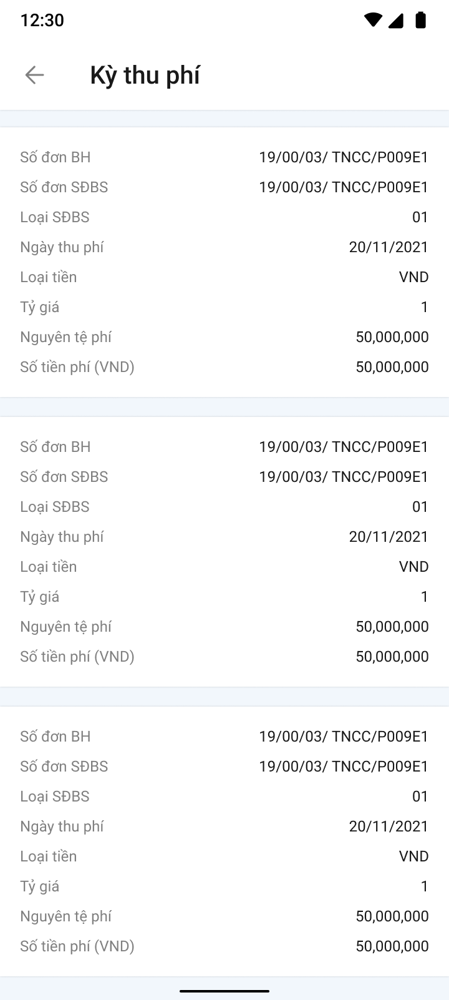 12:30
Kỳ thu phí
Số đơn BH 19/00/03/ TNCC/P009E1
Số đơn SĐBS 19/00/03/ TNCC/P009E1
Loại SĐBS 01
Ngày thu phí 20/11/2021
Loại tiền VND
Tỷ giá 1
Nguyên tệ phí 50,000,000
Số tiền phí (VND) 50,000,000
Số đơn BH 19/00/03/ TNCC/P009E1
Số đơn SĐBS 19/00/03/ TNCC/P009E1
Loại SĐBS 01
Ngày thu phí 20/11/2021
Loại tiền VND
Tỷ giá 1
Nguyên tệ phí 50,000,000
Số tiền phí (VND) 50,000,000
Số đơn BH 19/00/03/ TNCC/P009E1
Số đơn SĐBS 19/00/03/ TNCC/P009E1
Loại SĐBS 01
Ngày thu phí 20/11/2021
Loại tiền VND
Tỷ giá 1
Nguyên tệ phí 50,000,000
Số tiền phí (VND) 50,000,000